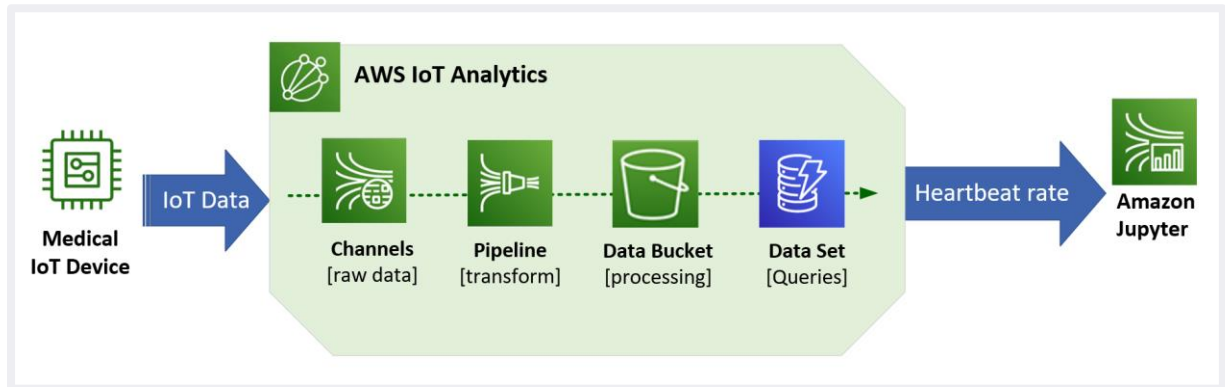 AWS IoT Analytics
Medical
IoT Device
IoT Data
Channels
[raw data]
Pipeline
[transform]
Data Bucket
[processing]
Data Set
[Queries]
Heartbeat rate
Amazon
Jupyter